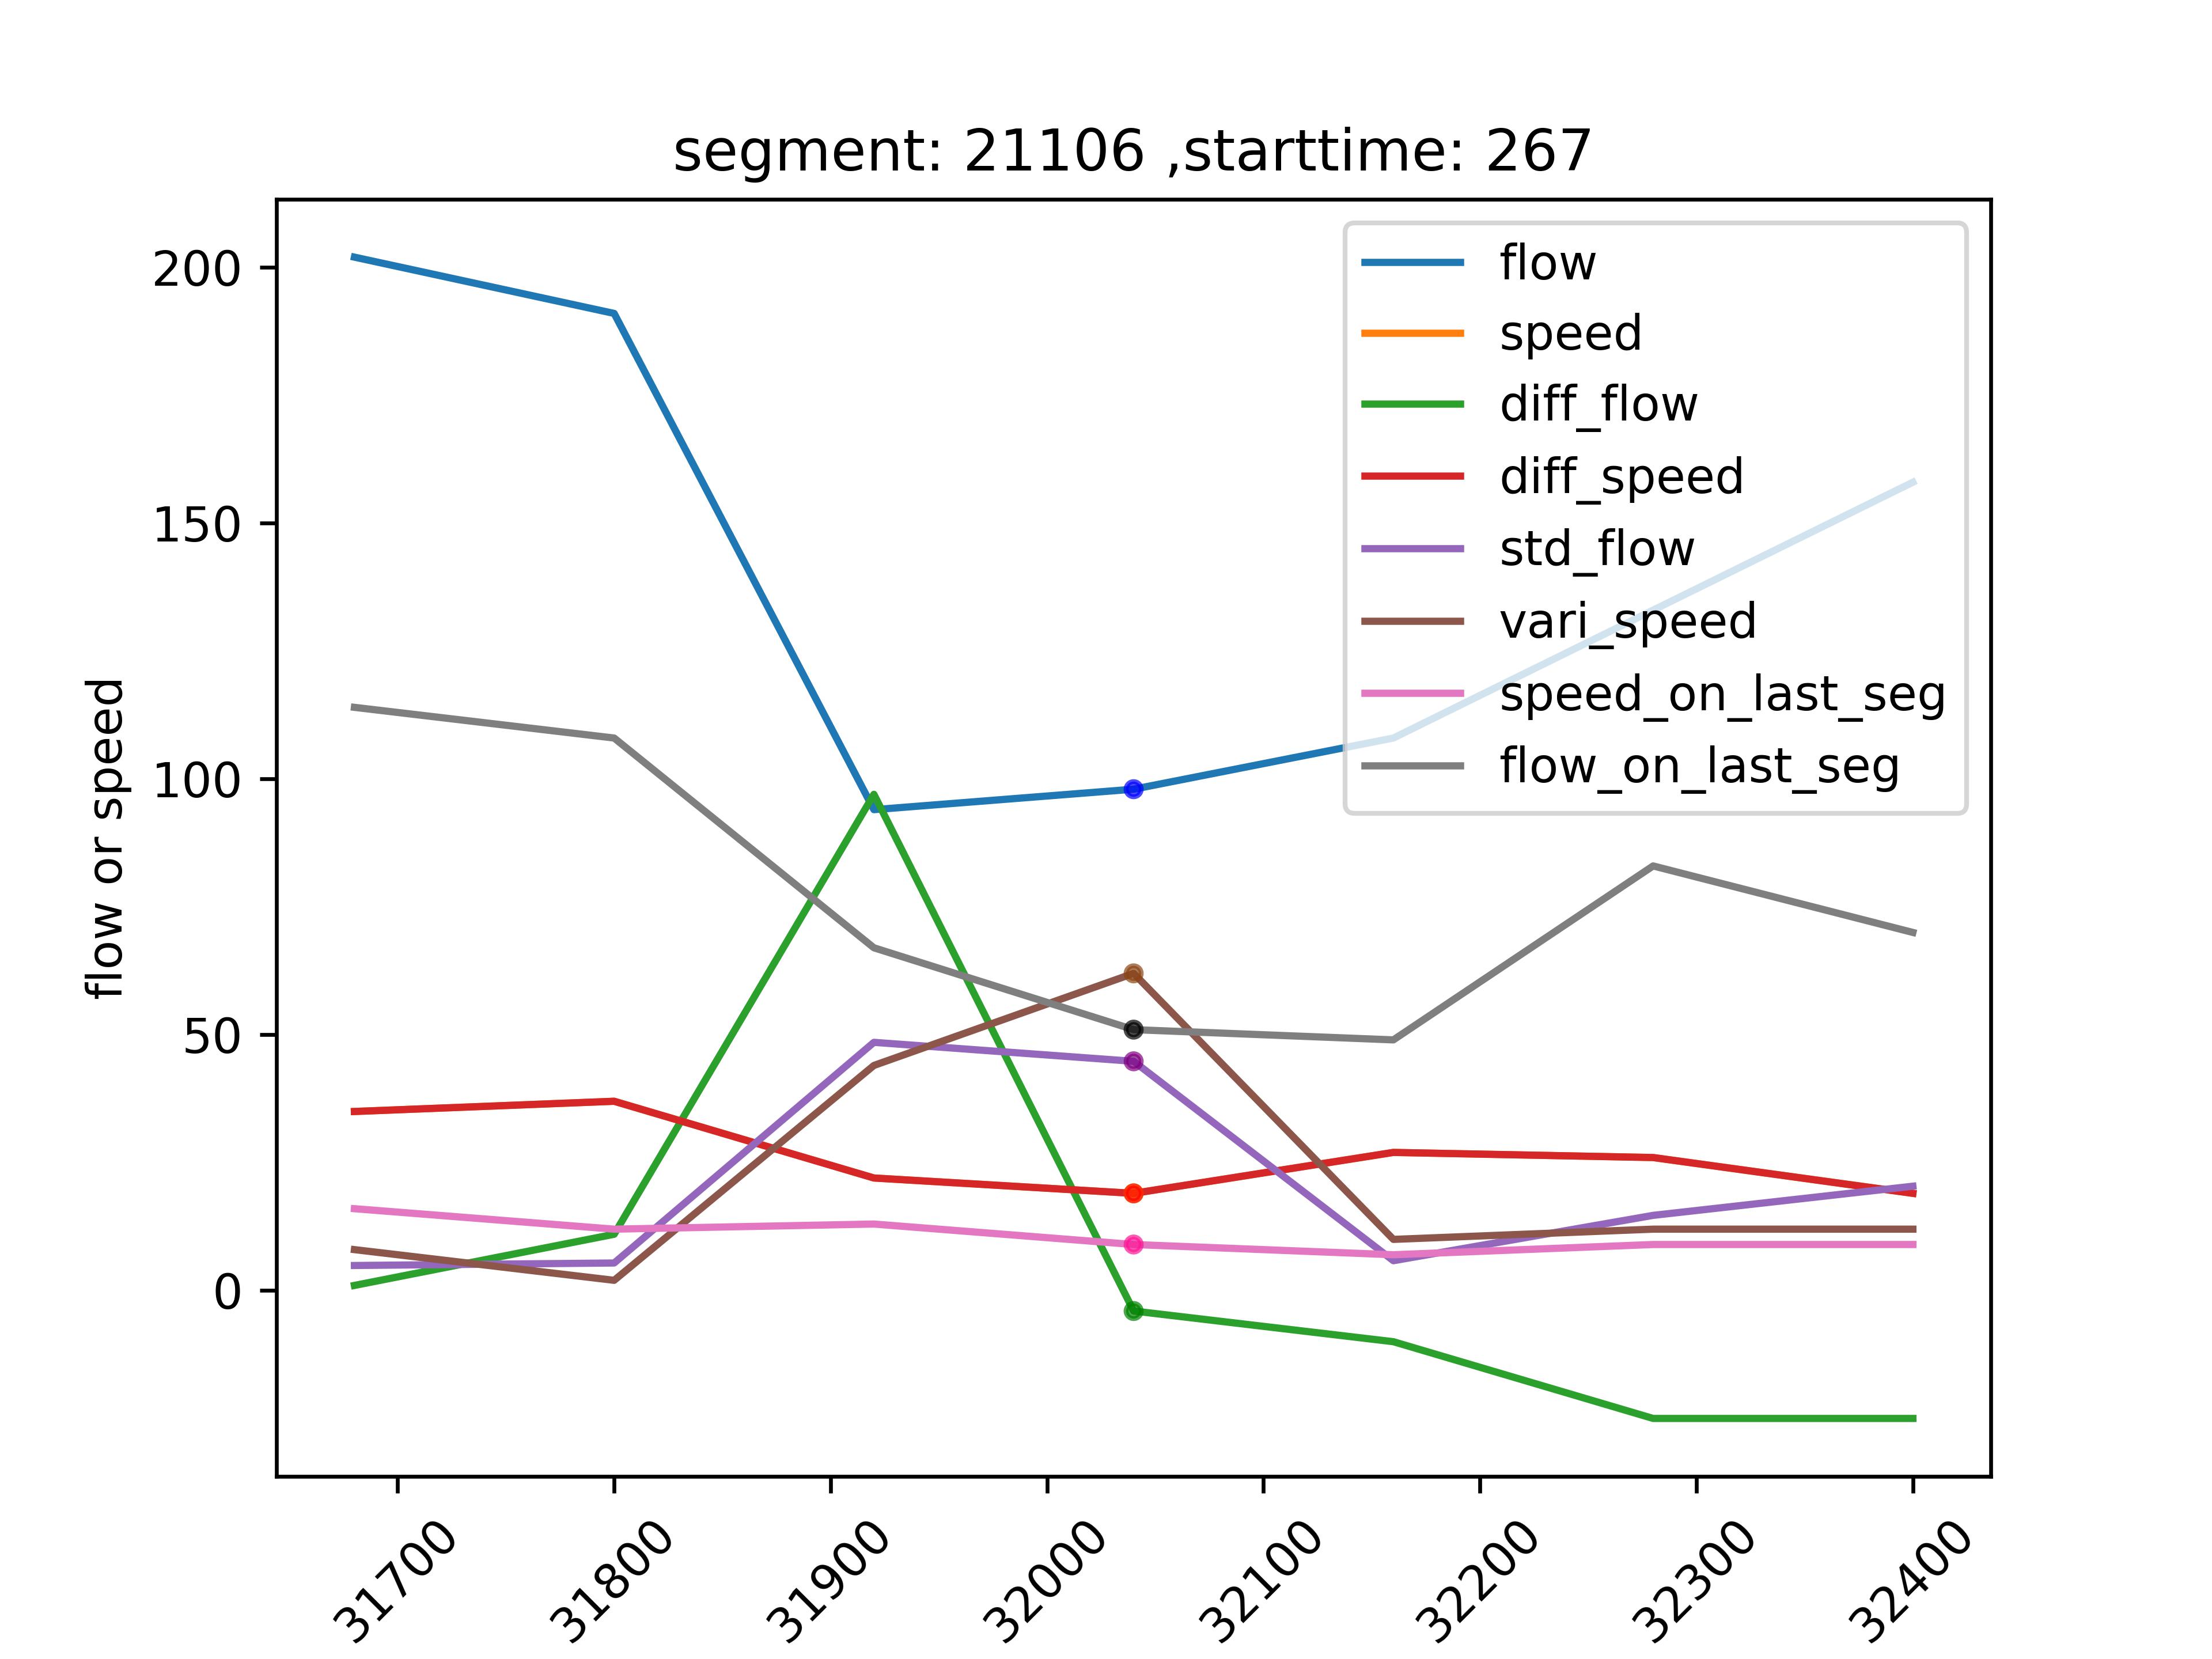 segment: 21106 ,starttime: 267
flow or speed
200
150
100
50
0
flow
speed
diff_flow
diff_speed
std_flow
vari_speed
speed_on_last_seg
flow_on_last_seg
31700
31800
31900
32000
32100
32200
32300
32400